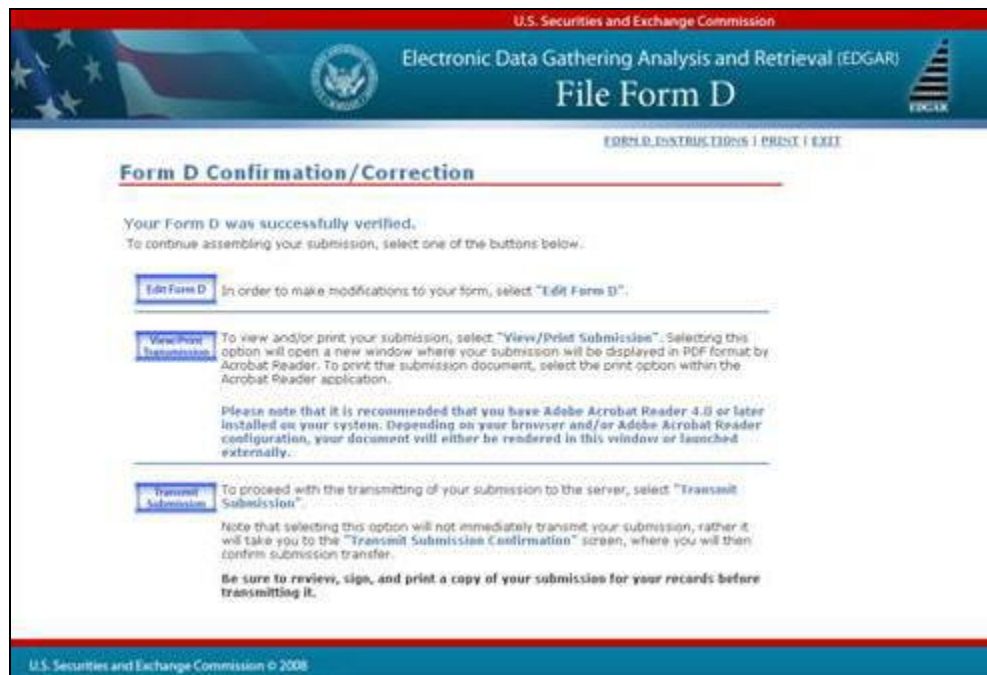 U.S. Securities and Exchange Commission
Electronic Data Gathering Analysis and Retrieval (EDGAR)
File Form D
EDGAR
FORM D INSTRUCTIONS | PRINT | EXIT
Form D Confirmation/Correction
Your Form D was successfully verified.
To continue assembling your submission, select one of the buttons below.
Edit Form D
In order to make modifications to your form, select "Edit Form D".
View/Print
Transmission
To view and/or print your submission, select "View/Print Submission". Selecting this
option will open a new window where your submission will be displayed in PDF format by
Acrobat Reader. To print the submission document, select the print option within the
Acrobat Reader application.
Please note that it is recommended that you have Adobe Acrobat Reader 4.0 or later
installed on your system. Depending on your browser and/or Adobe Acrobat Reader
configuration, your document will either be rendered in this window or launched
externally.
Transmit
Submission
To proceed with the transmitting of your submission to the server, select "Transmit
Submission".
Note that selecting this option will not immediately transmit your submission, rather it
will take you to the "Transmit Submission Confirmation" screen, where you will then
confirm submission transfer.
Be sure to review, sign, and print a copy of your submission for your records before
transmitting it.
U.S. Securities and Exchange Commission © 2008